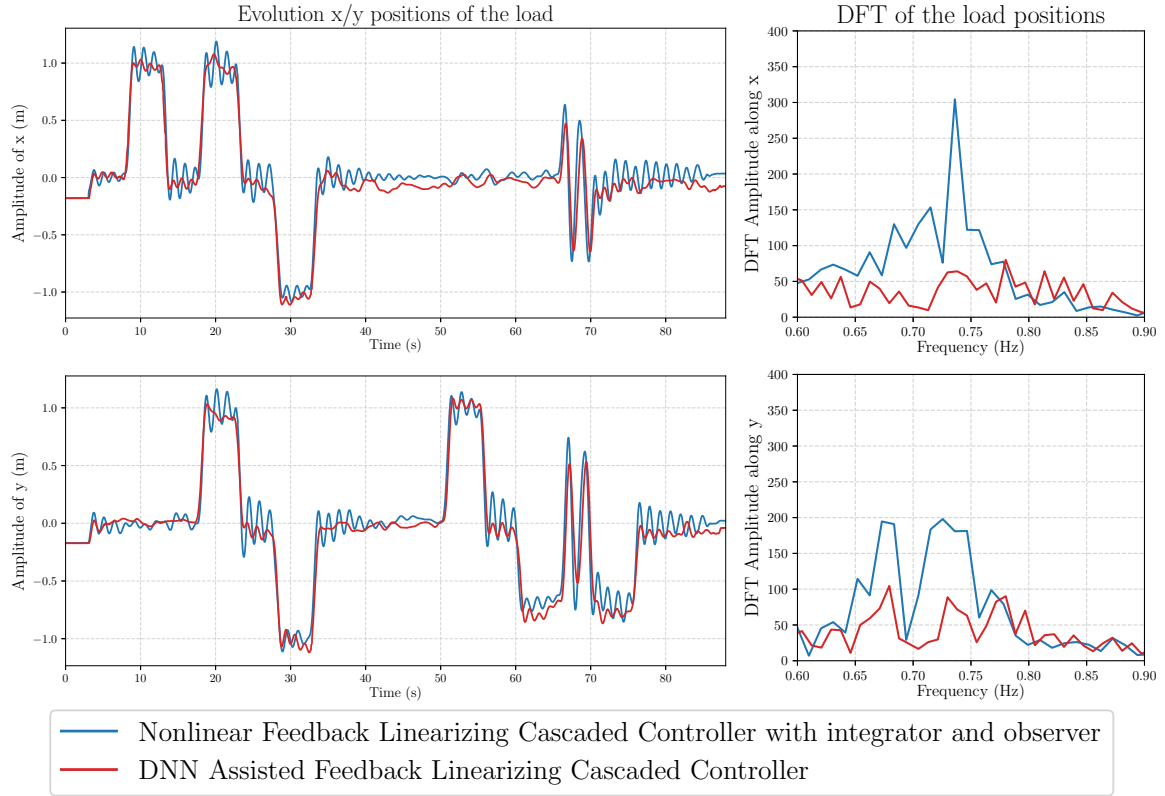 Evolution x/y positions of the load
DFT of the load positions
Amplitude of x (m)
1.0
0.5
0.0
−0.5
−1.0
0 10 20 30 40 50 60 70 80
Time (s)
DFT Amplitude along x
400
350
300
250
200
150
100
50
0
0.60 0.65 0.70 0.75 0.80 0.85 0.90
Frequency (Hz)
Amplitude of y (m)
1.0
0.5
0.0
−0.5
−1.0
0 10 20 30 40 50 60 70 80
Time (s)
DFT Amplitude along y
400
350
300
250
200
150
100
50
0
0.60 0.65 0.70 0.75 0.80 0.85 0.90
Frequency (Hz)
Nonlinear Feedback Linearizing Cascaded Controller with integrator and observer
DNN Assisted Feedback Linearizing Cascaded Controller